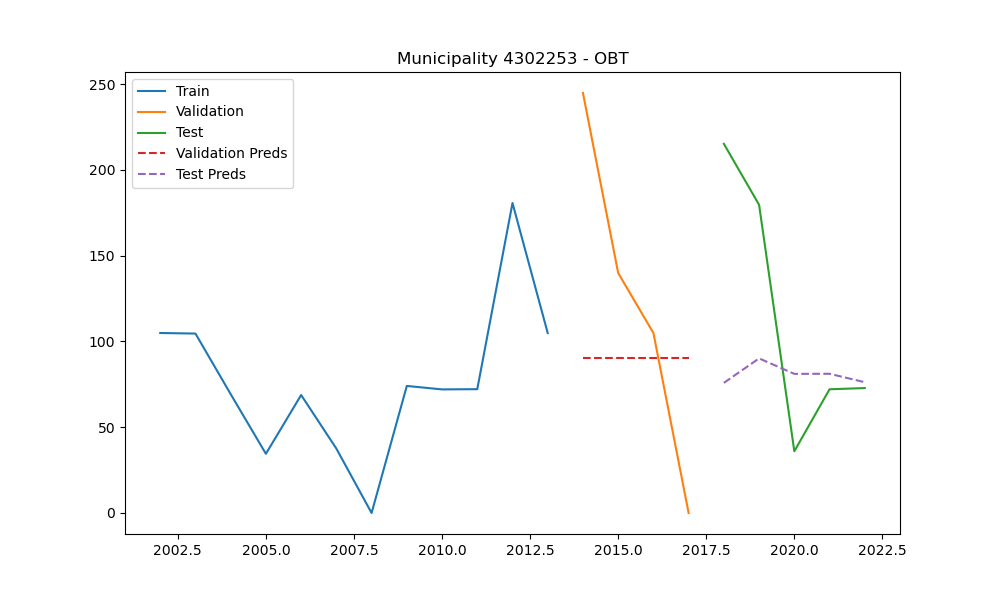 Municipality 4302253 - OBT
250
200
150
100
50
0
Train
Validation
Test
Validation Preds
Test Preds
2002.5 2005.0 2007.5 2010.0 2012.5 2015.0 2017.5 2020.0 2022.5